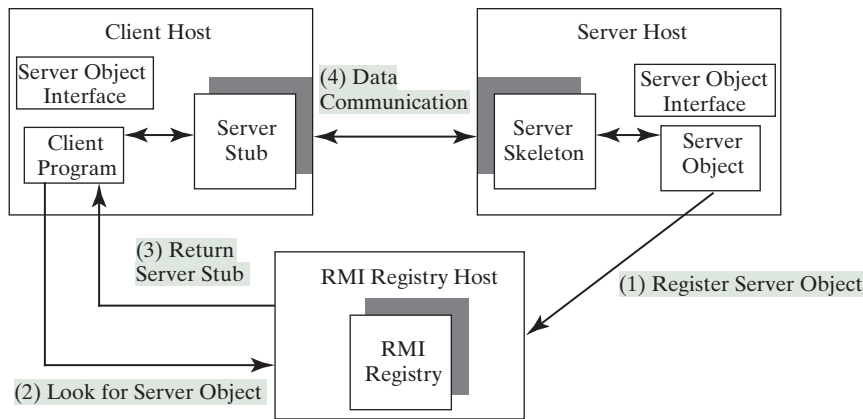 Client Host
Server Object
Interface
Client
Program
Server
Stub
(4) Data
Communication
Server Host
Server
Skeleton
Server Object
Interface
Server
Object
(3) Return
Server Stub
(1) Register Server Object
RMI Registry Host
RMI
Registry
(2) Look for Server Object